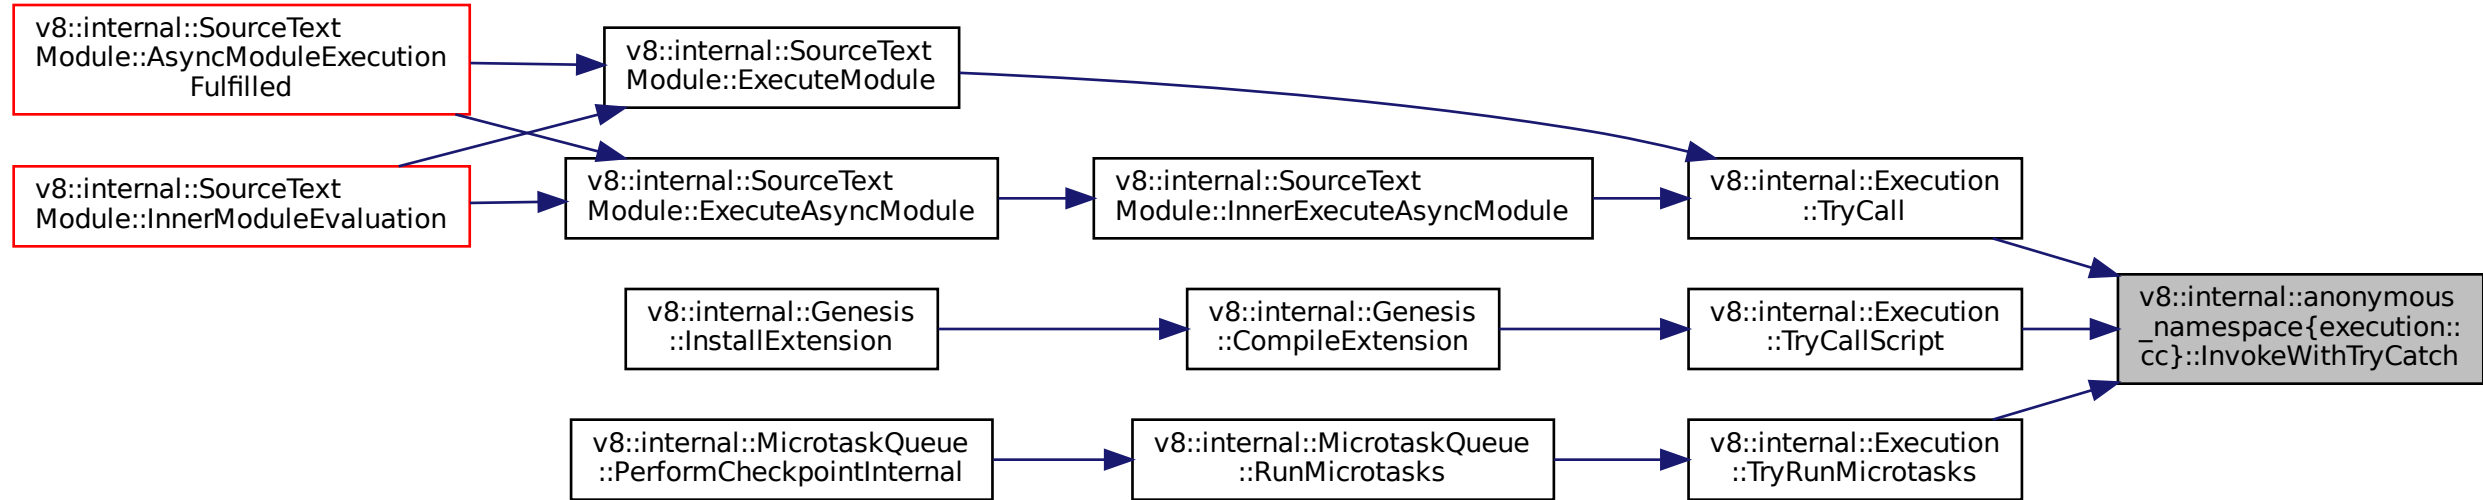 v8::internal::SourceText
Module::AsyncModuleExecution
Fulfilled
v8::internal::SourceText
Module::ExecuteModule
v8::internal::SourceText
Module::InnerModuleEvaluation
v8::internal::SourceText
Module::ExecuteAsyncModule
v8::internal::SourceText
Module::InnerExecuteAsyncModule
v8::internal::Execution
::TryCall
v8::internal::Genesis
::InstallExtension
v8::internal::Genesis
::CompileExtension
v8::internal::Execution
::TryCallScript
v8::internal::anonymous
_namespace{execution::
cc}::InvokeWithTryCatch
v8::internal::MicrotaskQueue
::PerformCheckpointInternal
v8::internal::MicrotaskQueue
::RunMicrotasks
v8::internal::Execution
::TryRunMicrotasks